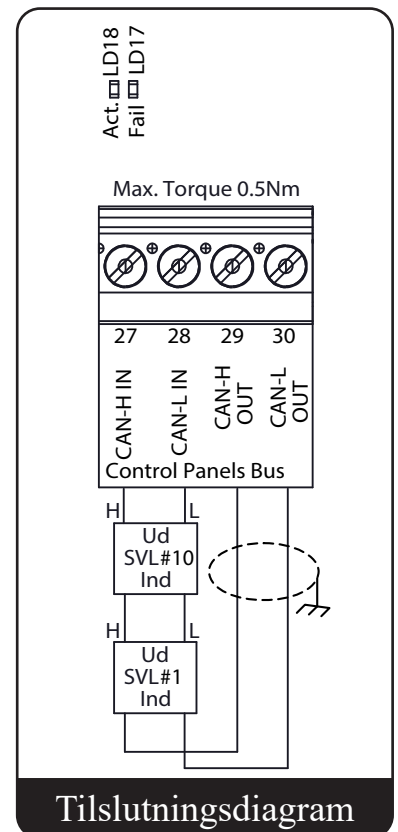 Act. LD18
Fail LD17
Max. Torque 0.5Nm
27 28 29 30
CAN-H IN
CAN-L IN
CAN-H
OUT
CAN-L
OUT
Control Panels Bus
H L
Ud
SVL#10
Ind
H L
Ud
SVL#1
Ind
Tilslutningsdiagram